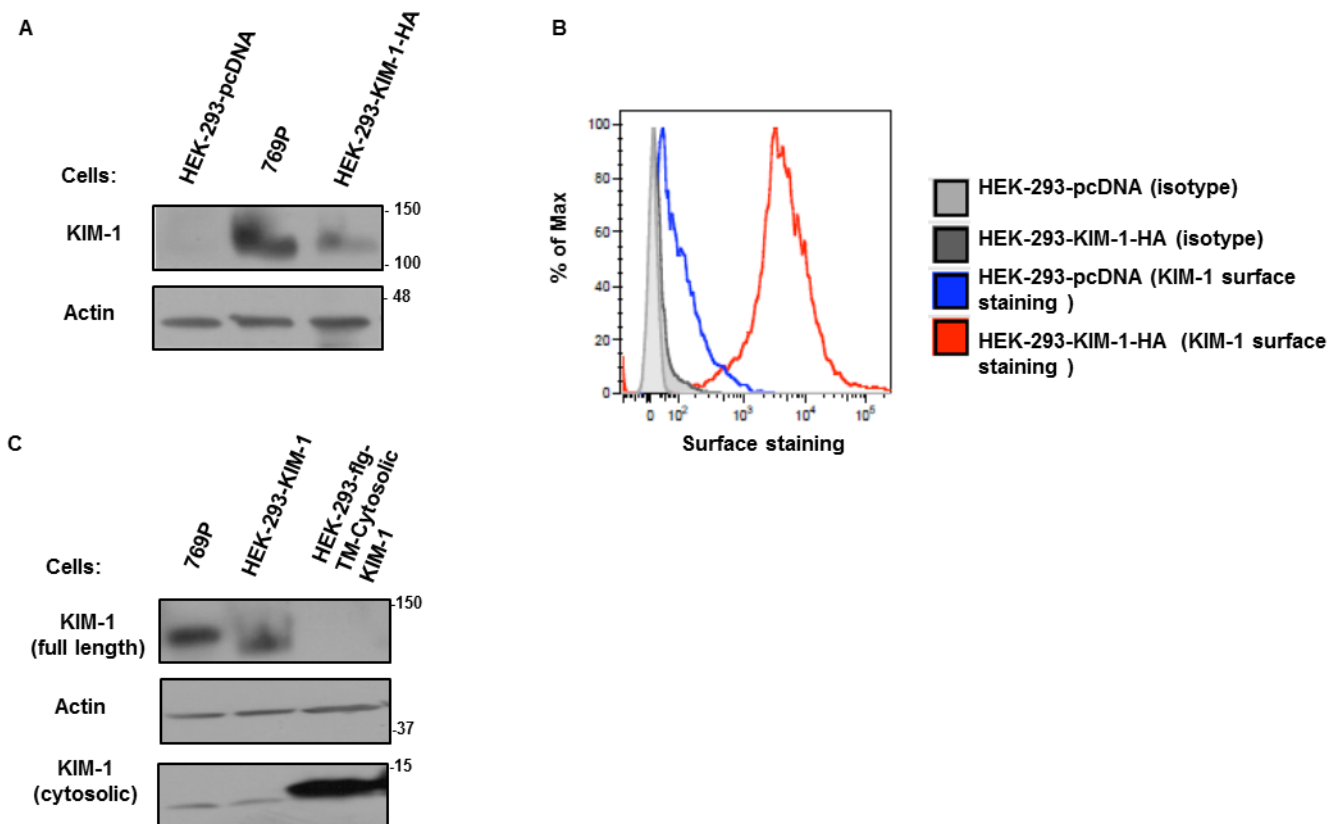 A
HEK-293-pcDNA
769P
HEK-293-KIM-1-HA
Cells:
KIM-1
- 150
- 100
Actin
- 48
B
% of Max
100
80
60
40
20
0
0 10² 10³ 10⁴ 10⁵
Surface staining
HEK-293-pcDNA (isotype)
HEK-293-KIM-1-HA (isotype)
HEK-293-pcDNA (KIM-1 surface
staining )
HEK-293-KIM-1-HA (KIM-1 surface
staining )
C
769P
HEK-293-KIM-1
HEK-293-flg-
TM-Cytosolic
KIM-1
Cells:
KIM-1
(full length)
-150
Actin
-37
KIM-1
(cytosolic)
-15